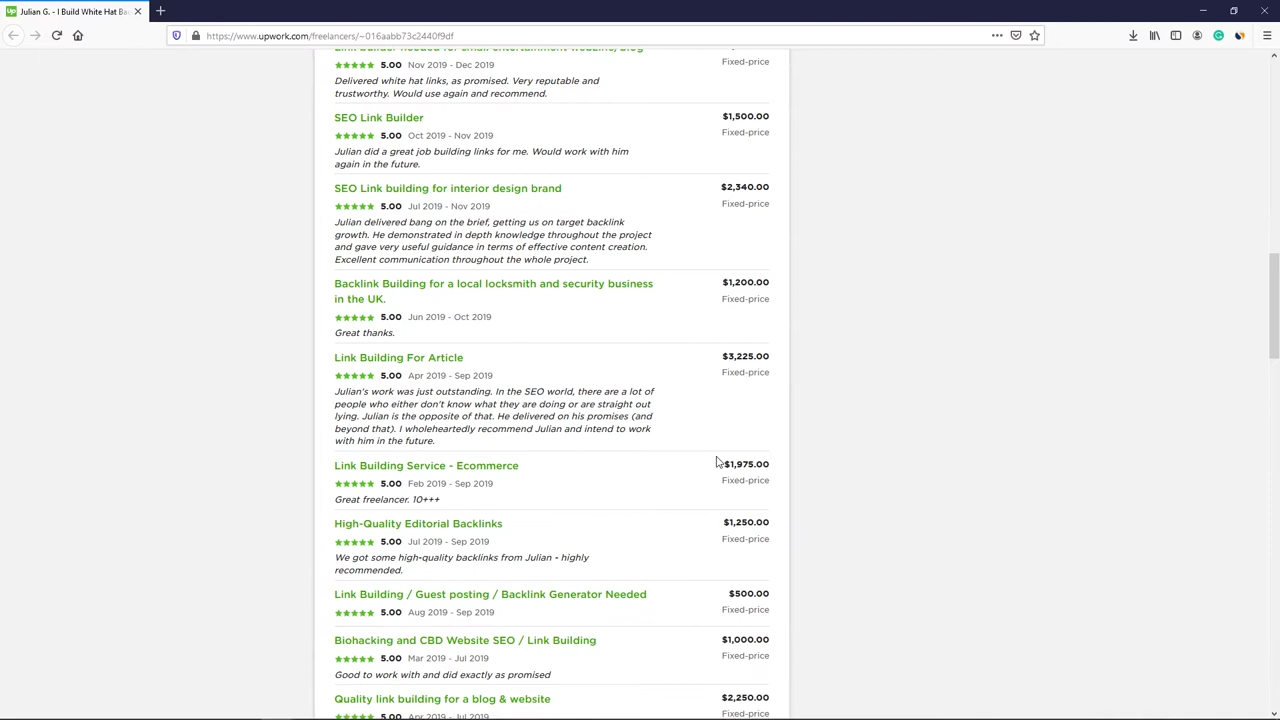 Julian G. - I Build White Hat Ba
https://www.upwork.com/freelancers/~016aabb73c2440f9df
Link Builder needed for small entertainment webzine/blog
5.00 Nov 2019 - Dec 2019
Fixed-price
Delivered white hat links, as promised. Very reputable and
trustworthy. Would use again and recommend.
SEO Link Builder
$1,500.00
5.00 Oct 2019 - Nov 2019
Fixed-price
Julian did a great job building links for me. Would work with him
again in the future.
SEO Link building for interior design brand
$2,340.00
5.00 Jul 2019 - Nov 2019
Fixed-price
Julian delivered bang on the brief, getting us on target backlink
growth. He demonstrated in depth knowledge throughout the project
and gave very useful guidance in terms of effective content creation.
Excellent communication throughout the whole project.
Backlink Building for a local locksmith and security business
in the UK.
$1,200.00
Fixed-price
5.00 Jun 2019 - Oct 2019
Great thanks.
Link Building For Article
$3,225.00
5.00 Apr 2019 - Sep 2019
Fixed-price
Julian's work was just outstanding. In the SEO world, there are a lot of
people who either don't know what they are doing or are straight out
lying. Julian is the opposite of that. He delivered on his promises (and
beyond that). I wholeheartedly recommend Julian and intend to work
with him in the future.
Link Building Service - Ecommerce
$1,975.00
5.00 Feb 2019 - Sep 2019
Fixed-price
Great freelancer. 10+++
High-Quality Editorial Backlinks
$1,250.00
5.00 Jul 2019 - Sep 2019
Fixed-price
We got some high-quality backlinks from Julian - highly
recommended.
Link Building / Guest posting / Backlink Generator Needed
$500.00
5.00 Aug 2019 - Sep 2019
Fixed-price
Biohacking and CBD Website SEO / Link Building
$1,000.00
5.00 Mar 2019 - Jul 2019
Fixed-price
Good to work with and did exactly as promised
Quality link building for a blog & website
$2,250.00
5.00 Apr 2019 - Jul 2019
Fixed-price